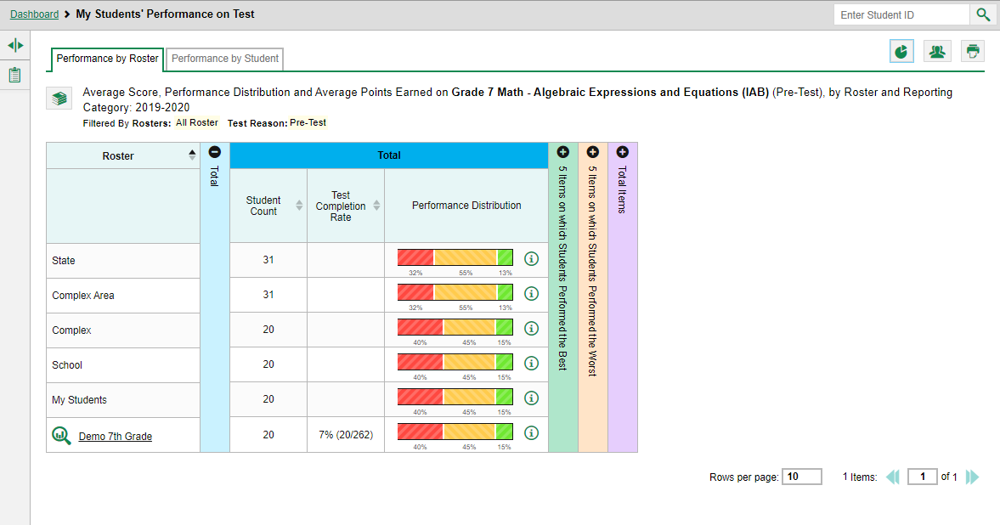 Dashboard > My Students' Performance on Test
Enter Student ID
Performance by Roster
Performance by Student
Average Score, Performance Distribution and Average Points Earned on Grade 7 Math - Algebraic Expressions and Equations (IAB) (Pre-Test), by Roster and Reporting
Category: 2019-2020
Filtered By Rosters: All Roster Test Reason: Pre-Test
Roster
Total
Total
5 Items on which Students Performed the Best
5 Items on which Students Performed the Worst
Total Items
Student
Count
Test
Completion
Rate
Performance Distribution
State 31
32% 55% 13%
Complex Area 31
32% 55% 13%
Complex 20
40% 45% 15%
School 20
40% 45% 15%
My Students 20
40% 45% 15%
Demo 7th Grade 20 7% (20/262)
40% 45% 15%
Rows per page: 10 1 Items: 1 of 1